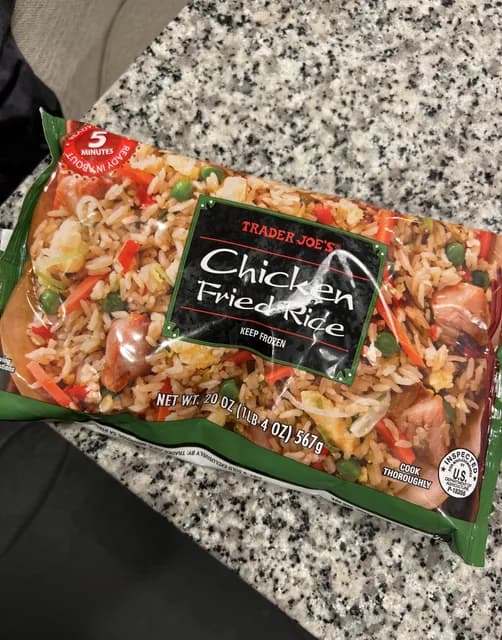 5
MINUTES
READY IN ABOUT
TRADER JOE'S
Chicken
Fried Rice
KEEP FROZEN
NET WT. 20 OZ (1LB 4 OZ) 567g
COOK
THOROUGHLY
INSPECTED
U.S.